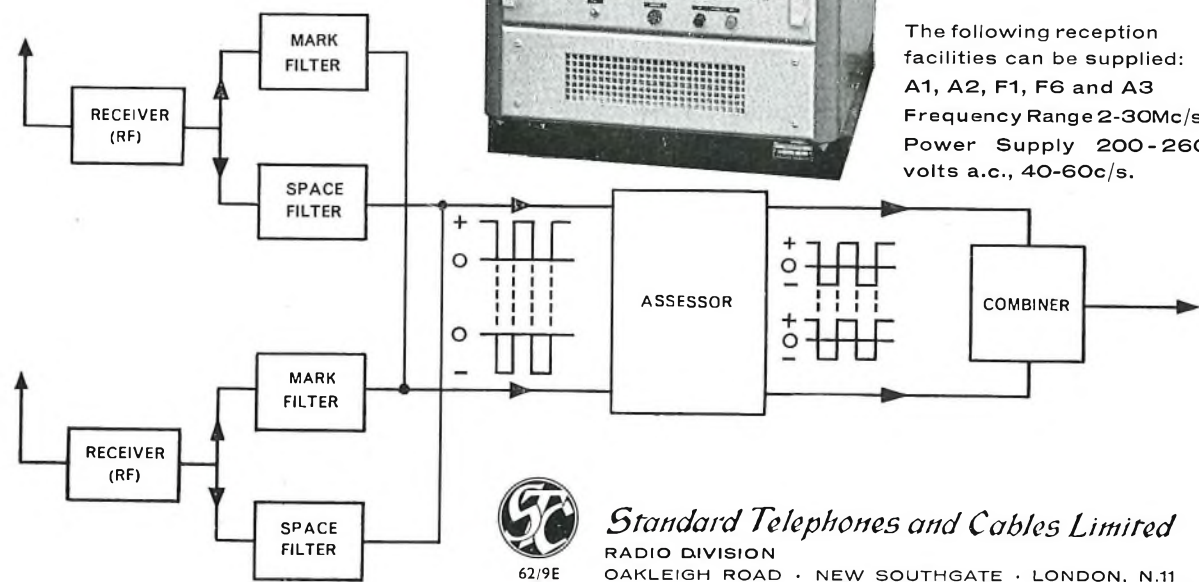 MARK
FILTER
RECEIVER
(RF)
SPACE
FILTER
The following reception
facilities can be supplied:
A1, A2, F1, F6 and A3
Frequency Range 2-30Mc/s
Power Supply 200-260
volts a.c., 40-60c/s.
+
O
O
−
ASSESSOR
+
O
−
+
O
−
COMBINER
MARK
FILTER
RECEIVER
(RF)
SPACE
FILTER
STC
62/9E
Standard Telephones and Cables Limited
RADIO DIVISION
OAKLEIGH ROAD · NEW SOUTHGATE · LONDON, N.11